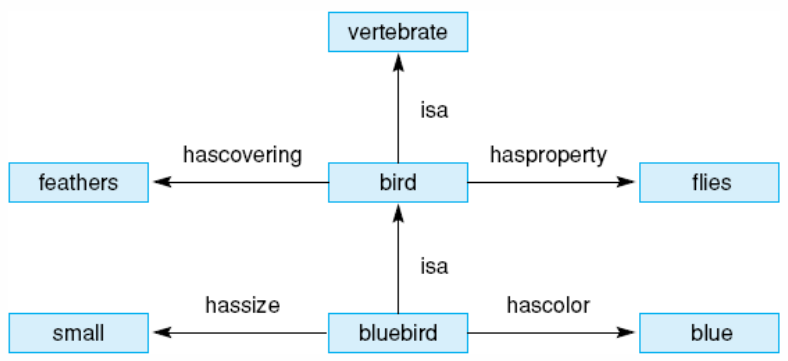 vertebrate
isa
hascovering
hasproperty
feathers
bird
flies
isa
hassize
hascolor
small
bluebird
blue